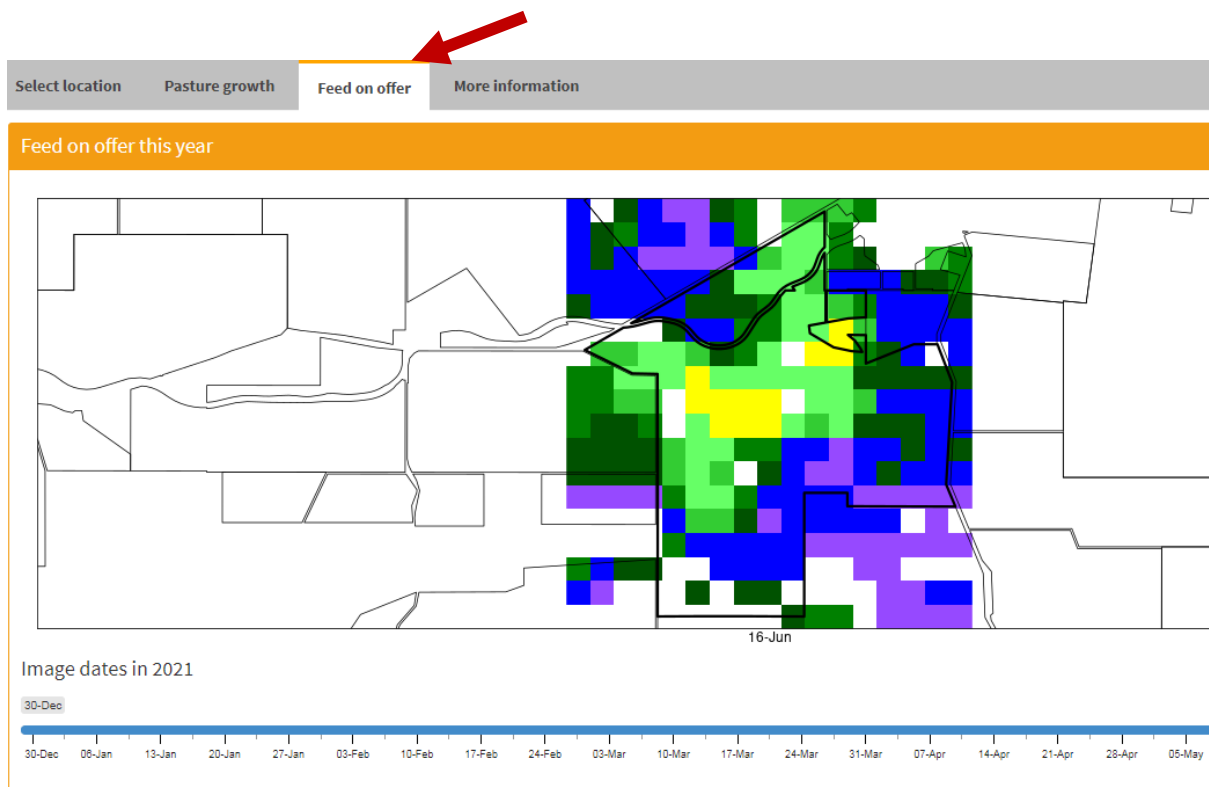 Select location Pasture growth Feed on offer More information
Feed on offer this year
16-Jun
Image dates in 2021
30-Dec
30-Dec 06-Jan 13-Jan 20-Jan 27-Jan 03-Feb 10-Feb 17-Feb 24-Feb 03-Mar 10-Mar 17-Mar 24-Mar 31-Mar 07-Apr 14-Apr 21-Apr 28-Apr 05-May